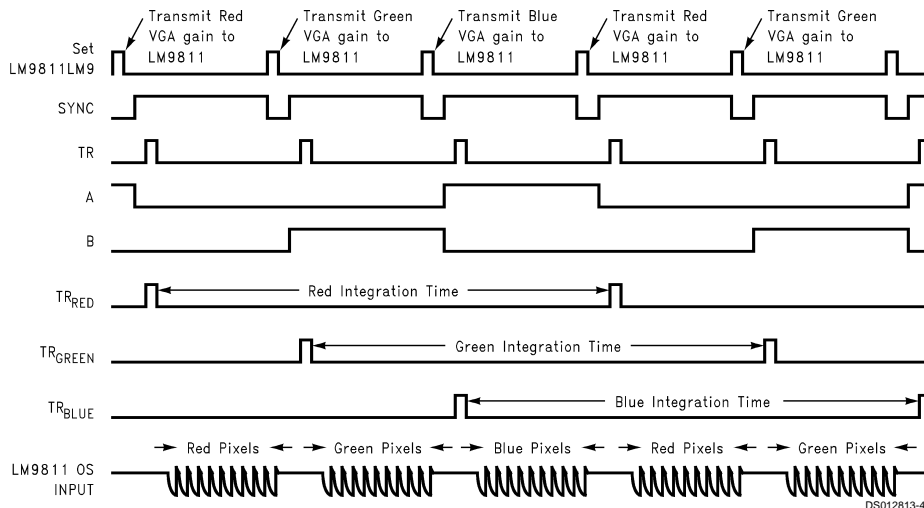 Transmit Red
VGA gain to
LM9811
Transmit Green
VGA gain to
LM9811
Transmit Blue
VGA gain to
LM9811
Transmit Red
VGA gain to
LM9811
Transmit Green
VGA gain to
LM9811
Set
LM9811LM9
SYNC
TR
A
B
TRRED
Red Integration Time
TRGREEN
Green Integration Time
TRBLUE
Blue Integration Time
Red Pixels
Green Pixels
Blue Pixels
Red Pixels
Green Pixels
LM9811 OS
INPUT
DS012813-4